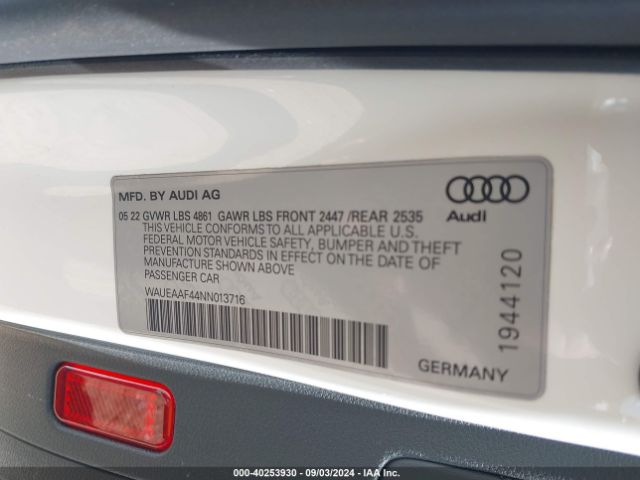 MFD. BY AUDI AG
Audi
05 22 GVWR LBS 4861 GAWR LBS FRONT 2447 /REAR 2535
THIS VEHICLE CONFORMS TO ALL APPLICABLE U.S.
FEDERAL MOTOR VEHICLE SAFETY, BUMPER AND THEFT
PREVENTION STANDARDS IN EFFECT ON THE DATE OF
MANUFACTURE SHOWN ABOVE
PASSENGER CAR
WAUEAAF44NN013716
1944120
GERMANY
000-40253930 - 09/03/2024 - IAA Inc.